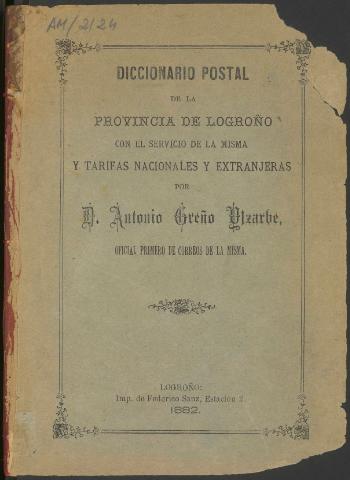 AM/2124
DICCIONARIO POSTAL
DE LA
PROVINCIA DE LOGROÑO
CON EL SERVICIO DE LA MISMA
Y TARIFAS NACIONALES Y EXTRANJERAS
POR
D. Antonio Greño Yzarbe,
OFICIAL PRIMERO DE CORREOS DE LA MISMA.
LOGROÑO:
Imp. de Federico Sanz, Estación 2
1882.